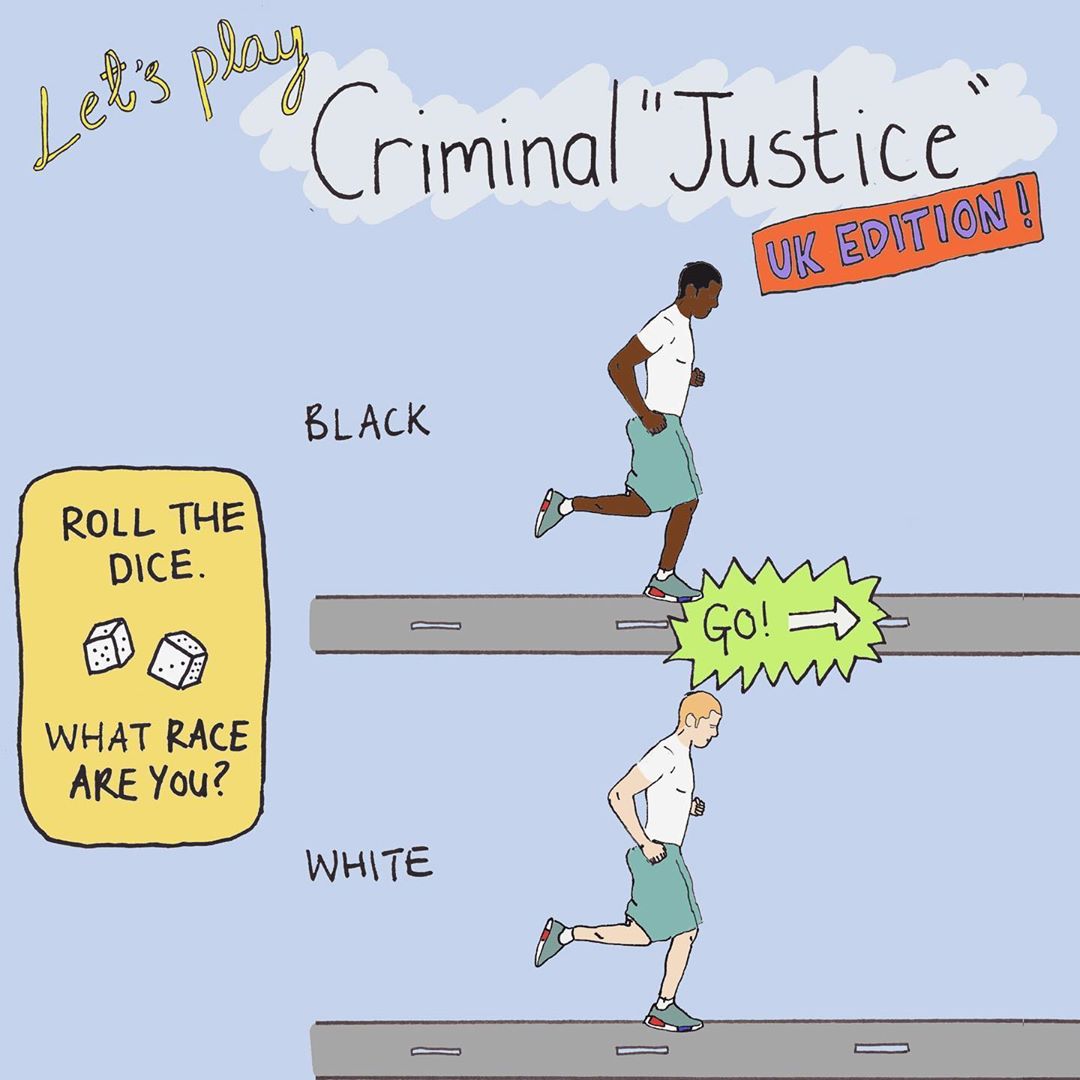 Let's play
Criminal "Justice"
UK EDITION!
BLACK
ROLL THE
DICE.
WHAT RACE
ARE YOU?
GO!
WHITE